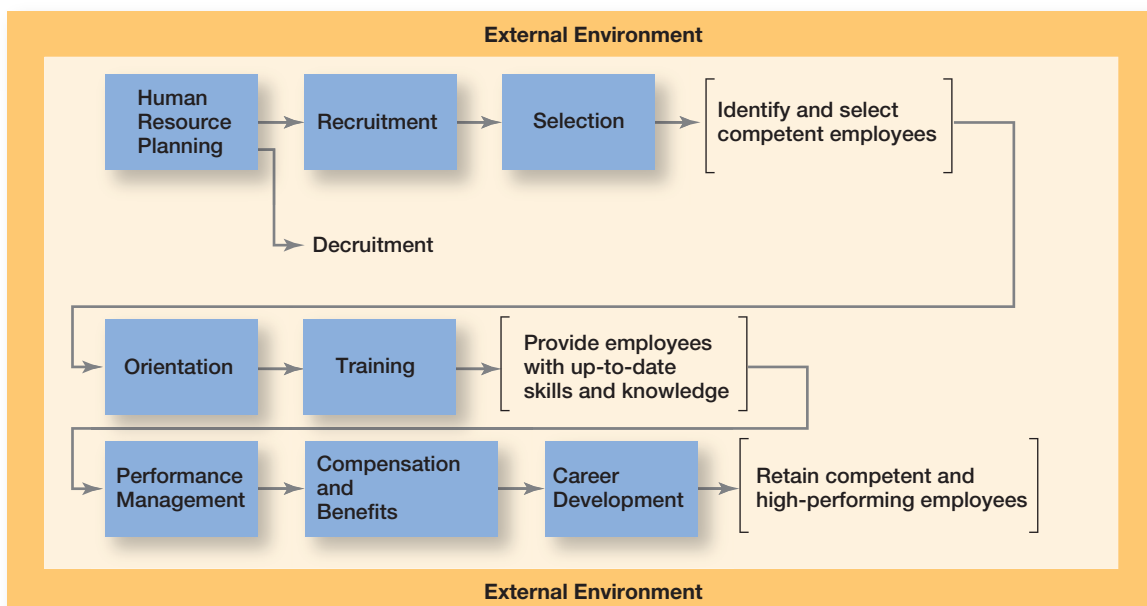 External Environment
Human
Resource
Planning
Recruitment
Selection
Identify and select
competent employees
Decruitment
Orientation
Training
Provide employees
with up-to-date
skills and knowledge
Performance
Management
Compensation
and
Benefits
Career
Development
Retain competent and
high-performing employees
External Environment